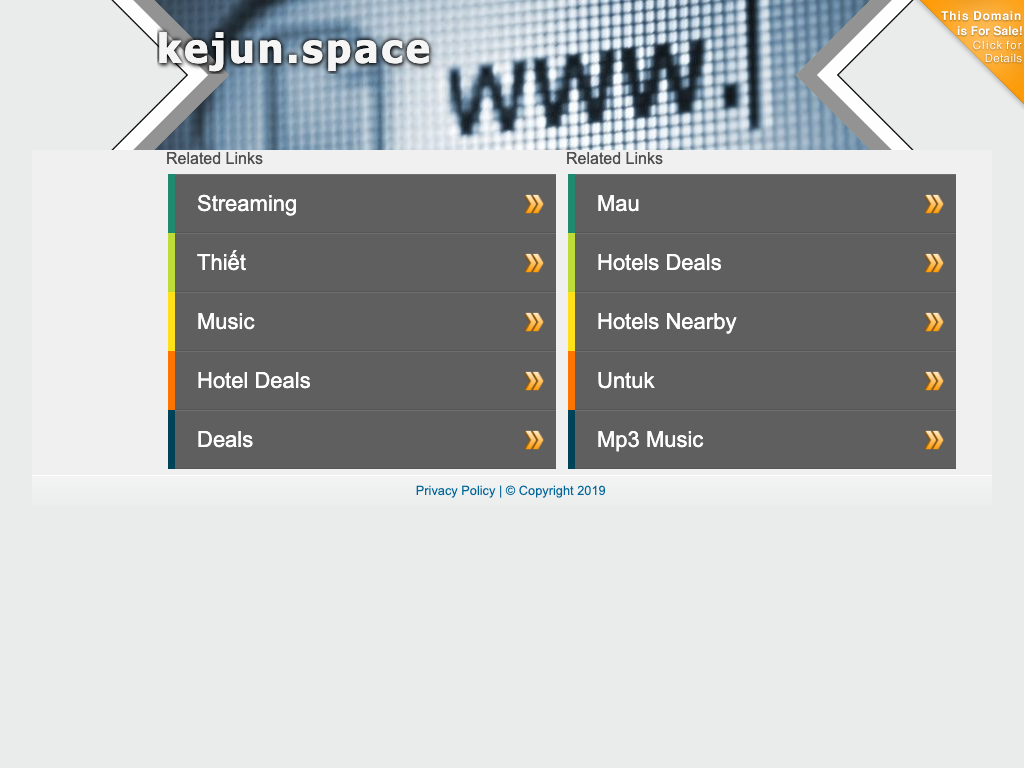 kejun.space
www.
This Domain
is For Sale!
Click for
Details
Related Links
Streaming
Thiết
Music
Hotel Deals
Deals
Related Links
Mau
Hotels Deals
Hotels Nearby
Untuk
Mp3 Music
Privacy Policy | © Copyright 2019